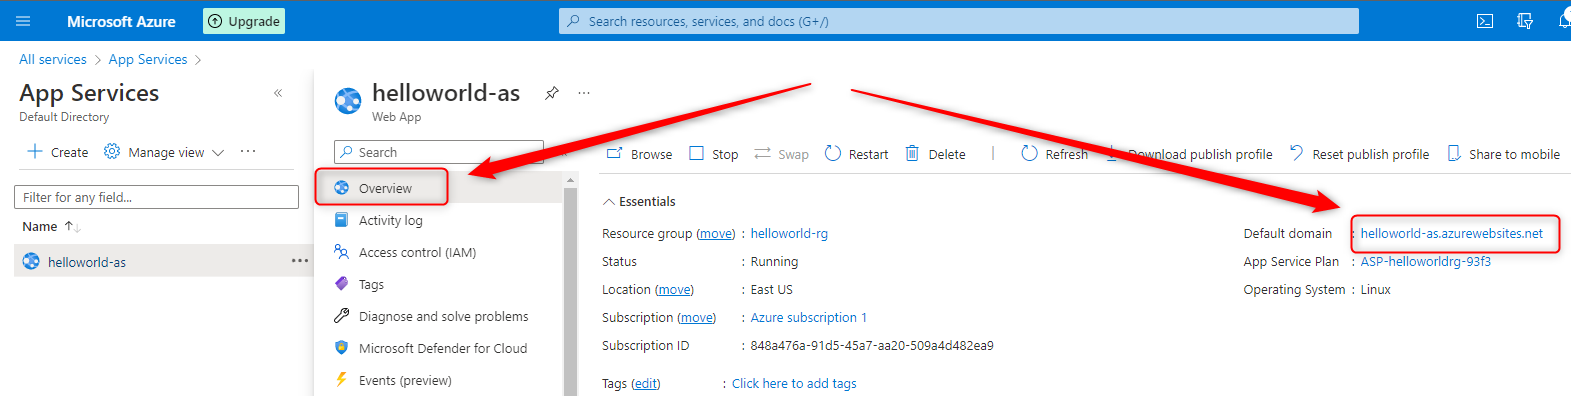 Microsoft Azure
Upgrade
Search resources, services, and docs (G+/)
All services > App Services >
App Services
Default Directory
Create
Manage view
Filter for any field...
Name
helloworld-as
helloworld-as
Web App
Search
Overview
Activity log
Access control (IAM)
Tags
Diagnose and solve problems
Microsoft Defender for Cloud
Events (preview)
Browse
Stop
Swap
Restart
Delete
Refresh
Download publish profile
Reset publish profile
Share to mobile
Essentials
Resource group (move) : helloworld-rg
Status : Running
Location (move) : East US
Subscription (move) : Azure subscription 1
Subscription ID : 848a476a-91d5-45a7-aa20-509a4d482ea9
Tags (edit) : Click here to add tags
Default domain : helloworld-as.azurewebsites.net
App Service Plan : ASP-helloworldrg-93f3
Operating System : Linux